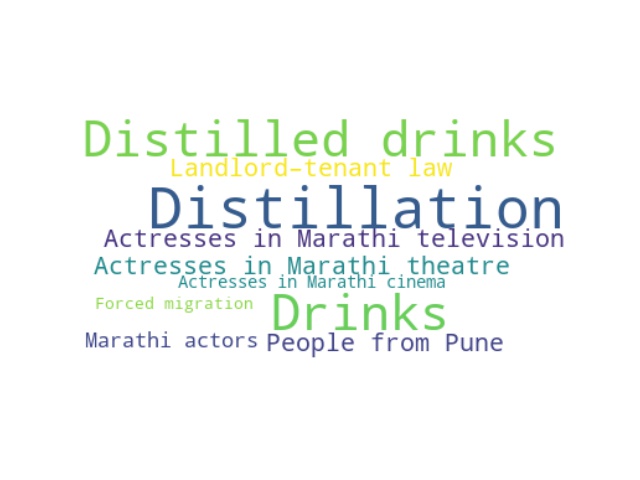 Distilled drinks
Landlord–tenant law
Distillation
Actresses in Marathi television
Actresses in Marathi theatre
Actresses in Marathi cinema
Forced migration
Drinks
Marathi actors
People from Pune